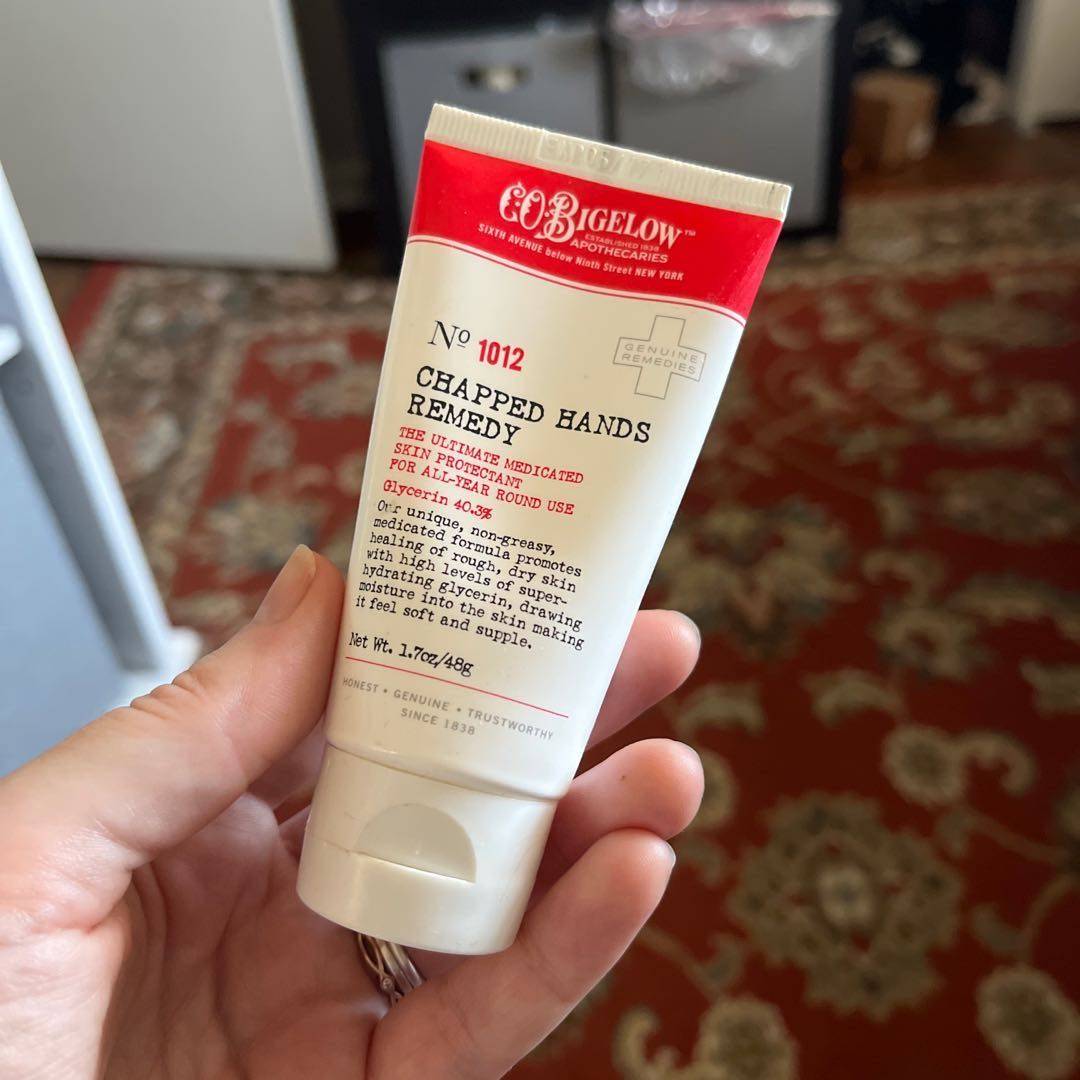 C.O.BIGELOW™
ESTABLISHED 1838
APOTHECARIES
SIXTH AVENUE below Ninth Street NEW YORK
Nº 1012
GENUINE
REMEDIES
CHAPPED HANDS
REMEDY
THE ULTIMATE MEDICATED
SKIN PROTECTANT
FOR ALL-YEAR ROUND USE
Glycerin 40.3%
Our unique, non-greasy,
medicated formula promotes
healing of rough, dry skin
with high levels of super-
hydrating glycerin, drawing
moisture into the skin making
it feel soft and supple.
Net Wt. 1.7oz/48g
HONEST • GENUINE • TRUSTWORTHY
SINCE 1838